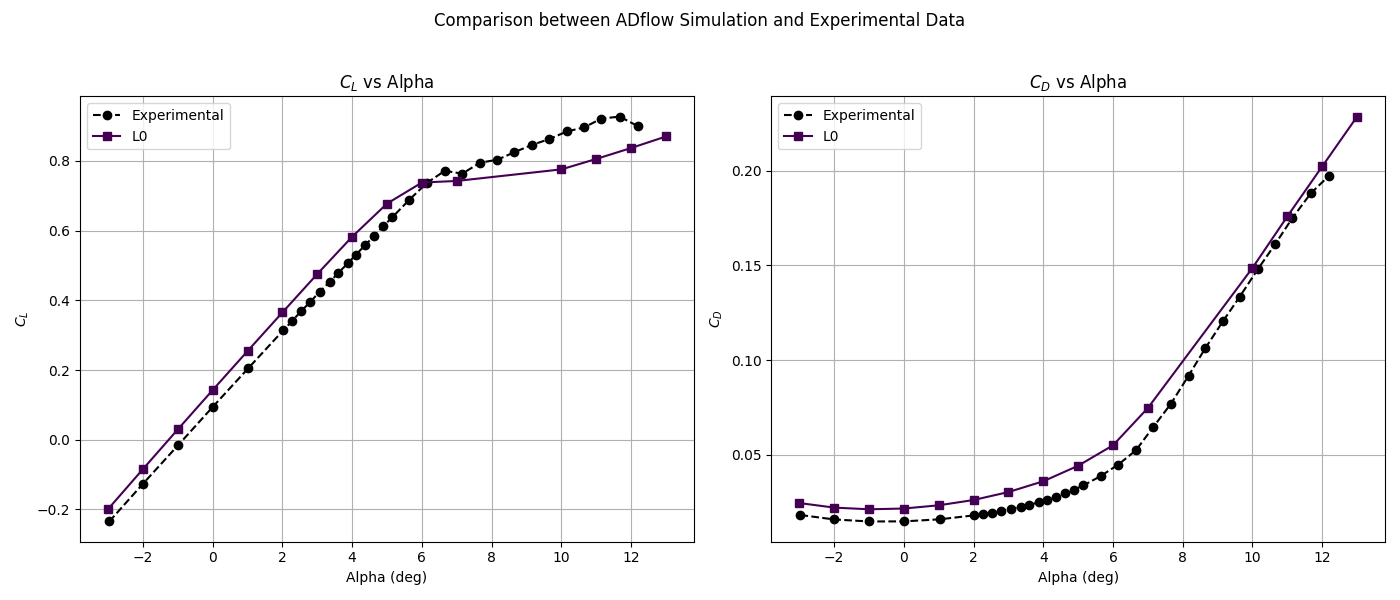 Comparison between ADflow Simulation and Experimental Data
C_L vs Alpha
Experimental
L0
C_L
0.8
0.6
0.4
0.2
0.0
−0.2
−2 0 2 4 6 8 10 12
Alpha (deg)
C_D vs Alpha
Experimental
L0
C_D
0.20
0.15
0.10
0.05
−2 0 2 4 6 8 10 12
Alpha (deg)